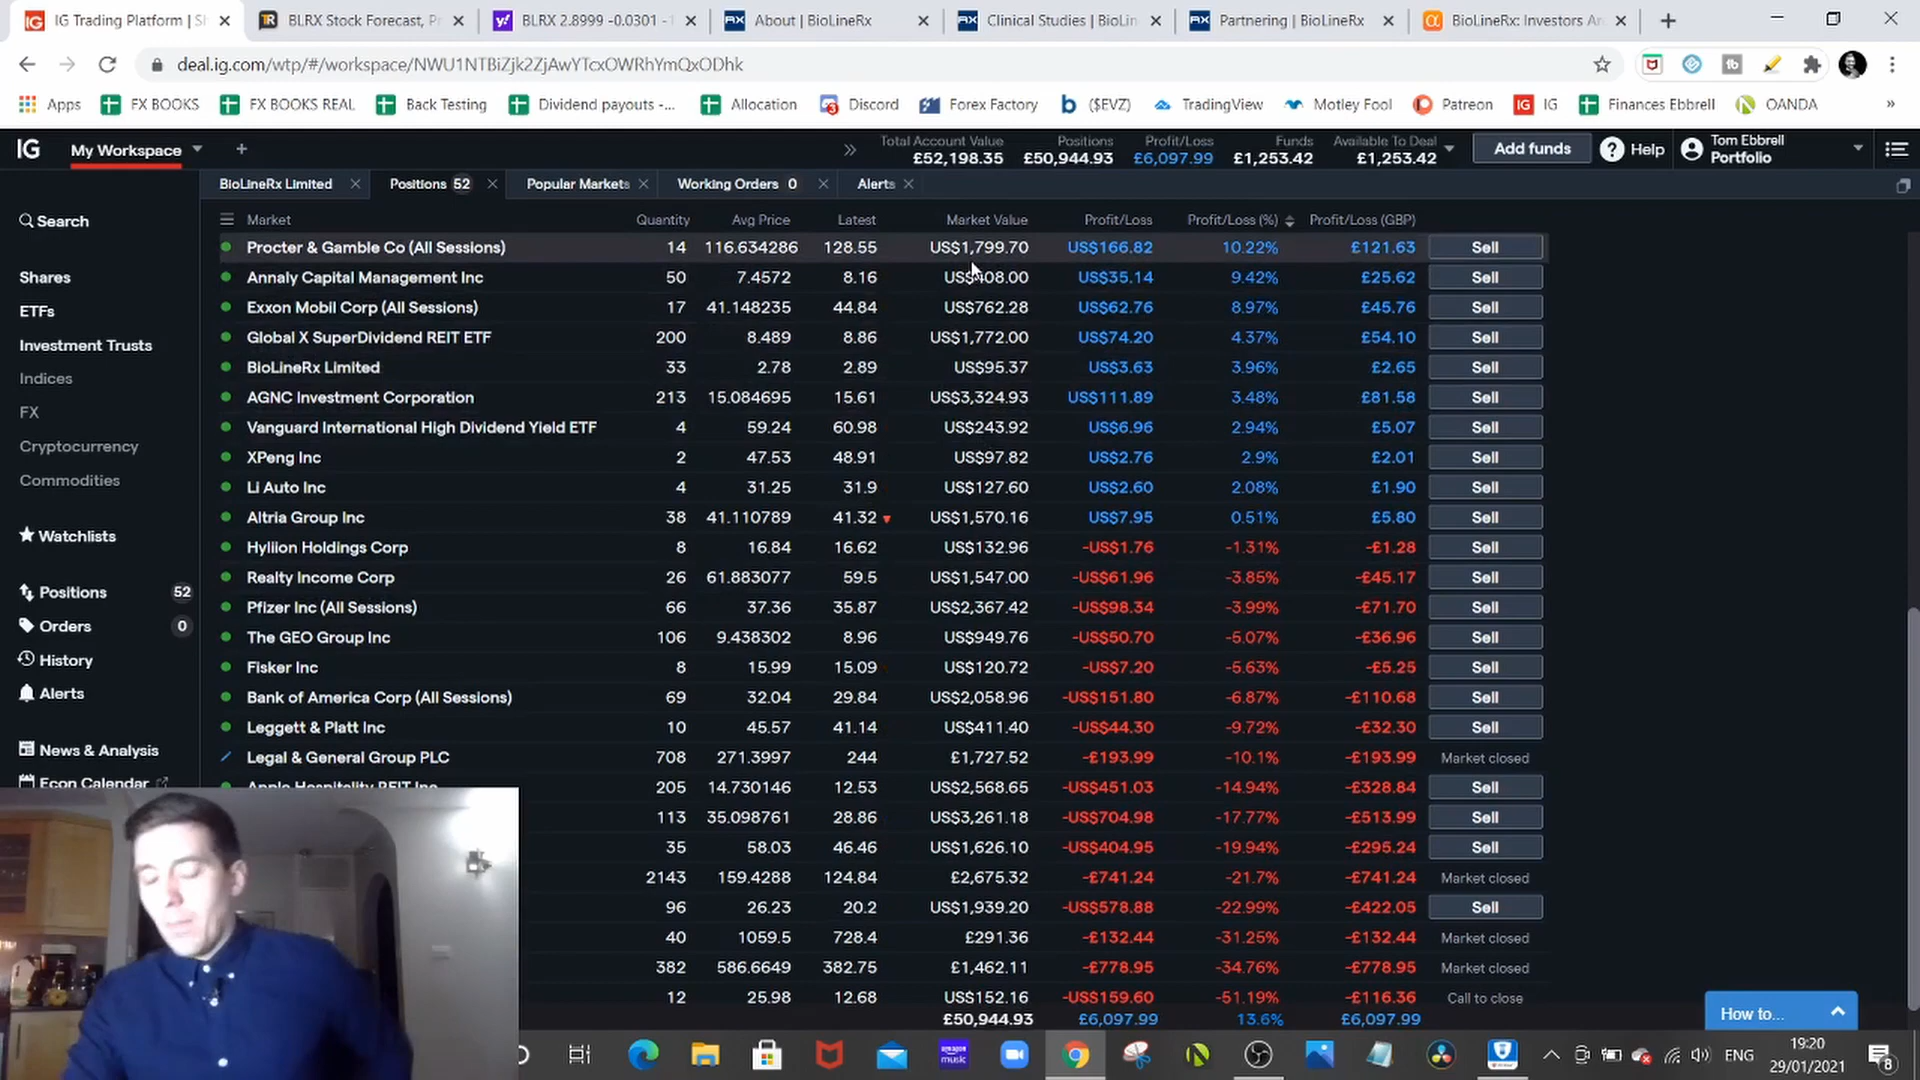 IG Trading Platform | Sh
BLRX Stock Forecast, Pr
BLRX 2.8999 -0.0301 -
About | BioLineRx
Clinical Studies | BioLin
Partnering | BioLineRx
BioLineRx: Investors Ar
deal.ig.com/wtp/#/workspace/NWU1NTBiZjk2ZjAwYTcxOWRhYmQxODhk
Apps FX BOOKS FX BOOKS REAL Back Testing Dividend payouts -... Allocation Discord Forex Factory ($EVZ) TradingView Motley Fool Patreon IG Finances Ebbrell OANDA »
IG My Workspace + » Total Account Value £52,198.35 Positions £50,944.93 Profit/Loss £6,097.99 Funds £1,253.42 Available To Deal £1,253.42 Add funds ? Help Tom Ebbrell Portfolio
BioLineRx Limited Positions 52 Popular Markets Working Orders 0 Alerts
Search
Shares
ETFs
Investment Trusts
Indices
FX
Cryptocurrency
Commodities
Watchlists
Positions 52
Orders 0
History
Alerts
News & Analysis
Econ Calendar
Market Quantity Avg Price Latest Market Value Profit/Loss Profit/Loss (%) Profit/Loss (GBP)
Procter & Gamble Co (All Sessions) 14 116.634286 128.55 US$1,799.70 US$166.82 10.22% £121.63 Sell
Annaly Capital Management Inc 50 7.4572 8.16 US$408.00 US$35.14 9.42% £25.62 Sell
Exxon Mobil Corp (All Sessions) 17 41.148235 44.84 US$762.28 US$62.76 8.97% £45.76 Sell
Global X SuperDividend REIT ETF 200 8.489 8.86 US$1,772.00 US$74.20 4.37% £54.10 Sell
BioLineRx Limited 33 2.78 2.89 US$95.37 US$3.63 3.96% £2.65 Sell
AGNC Investment Corporation 213 15.084695 15.61 US$3,324.93 US$111.89 3.48% £81.58 Sell
Vanguard International High Dividend Yield ETF 4 59.24 60.98 US$243.92 US$6.96 2.94% £5.07 Sell
XPeng Inc 2 47.53 48.91 US$97.82 US$2.76 2.9% £2.01 Sell
Li Auto Inc 4 31.25 31.9 US$127.60 US$2.60 2.08% £1.90 Sell
Altria Group Inc 38 41.110789 41.32 US$1,570.16 US$7.95 0.51% £5.80 Sell
Hyliion Holdings Corp 8 16.84 16.62 US$132.96 -US$1.76 -1.31% -£1.28 Sell
Realty Income Corp 26 61.883077 59.5 US$1,547.00 -US$61.96 -3.85% -£45.17 Sell
Pfizer Inc (All Sessions) 66 37.36 35.87 US$2,367.42 -US$98.34 -3.99% -£71.70 Sell
The GEO Group Inc 106 9.438302 8.96 US$949.76 -US$50.70 -5.07% -£36.96 Sell
Fisker Inc 8 15.99 15.09 US$120.72 -US$7.20 -5.63% -£5.25 Sell
Bank of America Corp (All Sessions) 69 32.04 29.84 US$2,058.96 -US$151.80 -6.87% -£110.68 Sell
Leggett & Platt Inc 10 45.57 41.14 US$411.40 -US$44.30 -9.72% -£32.30 Sell
Legal & General Group PLC 708 271.3997 244 £1,727.52 -£193.99 -10.1% -£193.99 Market closed
Apple Hospitality REIT Inc 205 14.730146 12.53 US$2,568.65 -US$451.03 -14.94% -£328.84 Sell
113 35.098761 28.86 US$3,261.18 -US$704.98 -17.77% -£513.99 Sell
35 58.03 46.46 US$1,626.10 -US$404.95 -19.94% -£295.24 Sell
2143 159.4288 124.84 £2,675.32 -£741.24 -21.7% -£741.24 Market closed
96 26.23 20.2 US$1,939.20 -US$578.88 -22.99% -£422.05 Sell
40 1059.5 728.4 £291.36 -£132.44 -31.25% -£132.44 Market closed
382 586.6649 382.75 £1,462.11 -£778.95 -34.76% -£778.95 Market closed
12 25.98 12.68 US$152.16 -US$159.60 -51.19% -£116.36 Call to close
£50,944.93 £6,097.99 13.6% £6,097.99
How to...
amazon music
ENG
19:20
29/01/2021
8